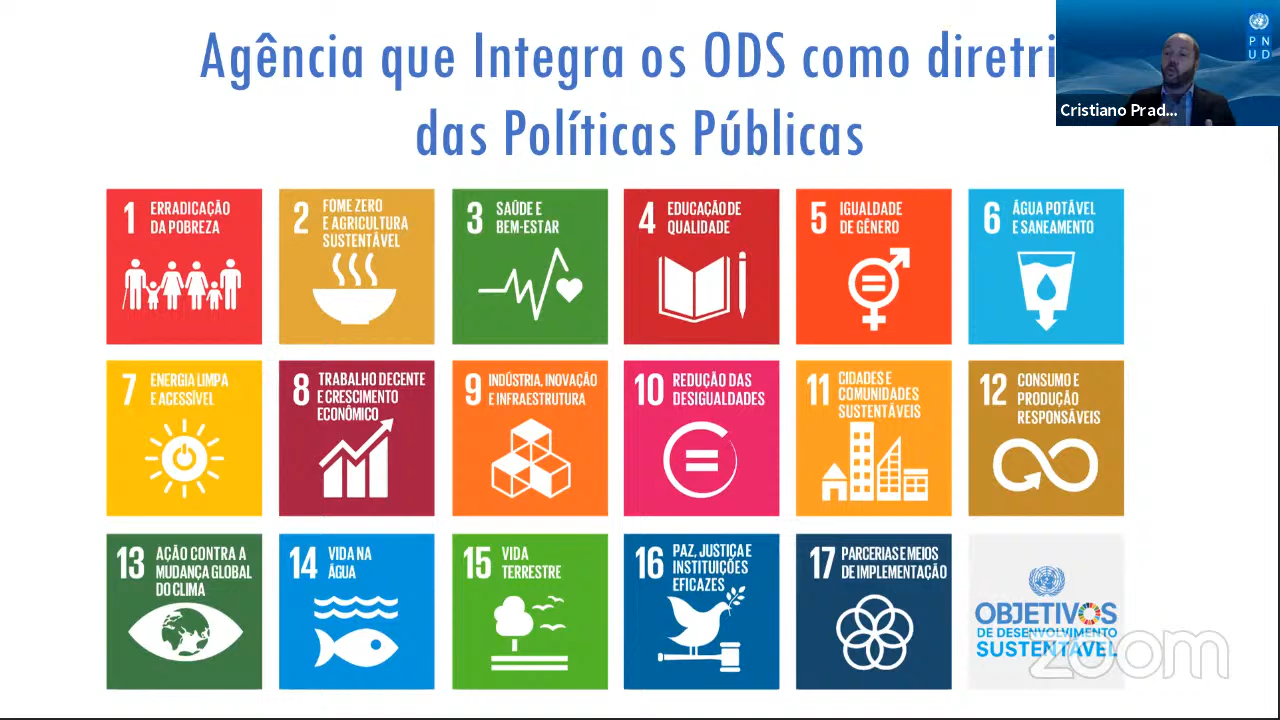 Agência que Integra os ODS como diretri
das Políticas Públicas
P N
U D
Cristiano Prad...
1 ERRADICAÇÃO
DA POBREZA
2 FOME ZERO
E AGRICULTURA
SUSTENTÁVEL
3 SAÚDE E
BEM-ESTAR
4 EDUCAÇÃO DE
QUALIDADE
5 IGUALDADE
DE GÊNERO
6 ÁGUA POTÁVEL
E SANEAMENTO
7 ENERGIA LIMPA
E ACESSÍVEL
8 TRABALHO DECENTE
E CRESCIMENTO
ECONÔMICO
9 INDÚSTRIA, INOVAÇÃO
E INFRAESTRUTURA
10 REDUÇÃO DAS
DESIGUALDADES
11 CIDADES E
COMUNIDADES
SUSTENTÁVEIS
12 CONSUMO E
PRODUÇÃO
RESPONSÁVEIS
13 AÇÃO CONTRA A
MUDANÇA GLOBAL
DO CLIMA
14 VIDA NA
ÁGUA
15 VIDA
TERRESTRE
16 PAZ, JUSTIÇA E
INSTITUIÇÕES
EFICAZES
17 PARCERIAS E MEIOS
DE IMPLEMENTAÇÃO
OBJETIVOS
DE DESENVOLVIMENTO
SUSTENTÁVEL
zoom